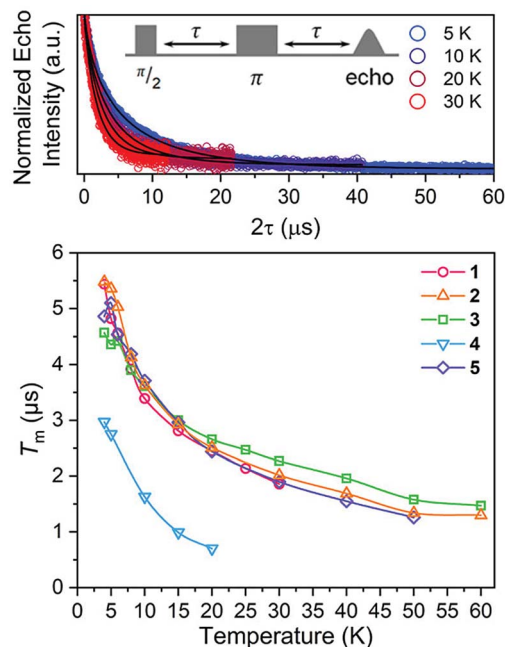 Normalized Echo
Intensity (a.u.)
τ
τ
π/2
π
echo
5 K
10 K
20 K
30 K
0 10 20 30 40 50 60
2τ (μs)
6
5
4
3
2
1
0
Tm (μs)
1
2
3
4
5
0 5 10 15 20 25 30 35 40 45 50 55 60
Temperature (K)